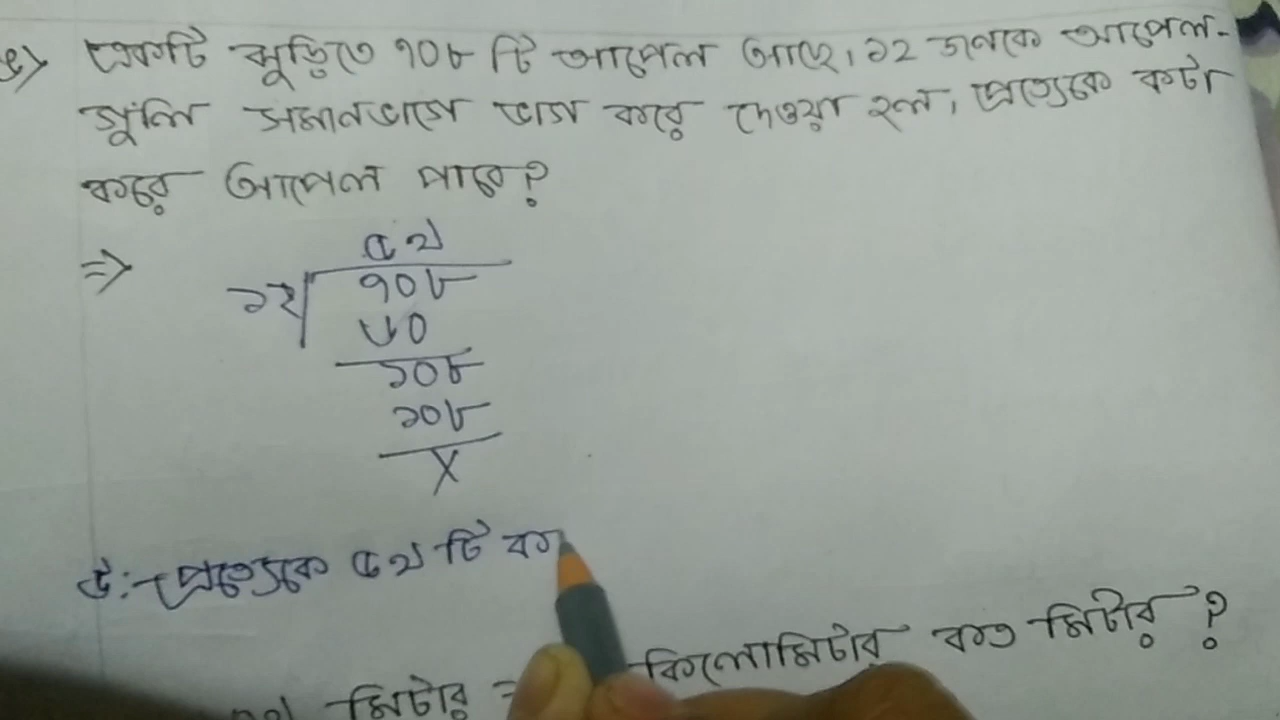 ৫) একটি ঝুড়িতে ৭০৮ টি আপেল আছে। ১২ জনকে আপেল-
গুলি সমানভাগে ভাগ করে দেওয়া হল, প্রত্যেকে কটা
করে আপেল পাবে?
=> ৫৯
১২ ৭০৮
৬০
১০৮
১০৮
X
উ:- প্রত্যেকে ৫৯ টি ক
মিটার = কিলোমিটার কত মিটার ?